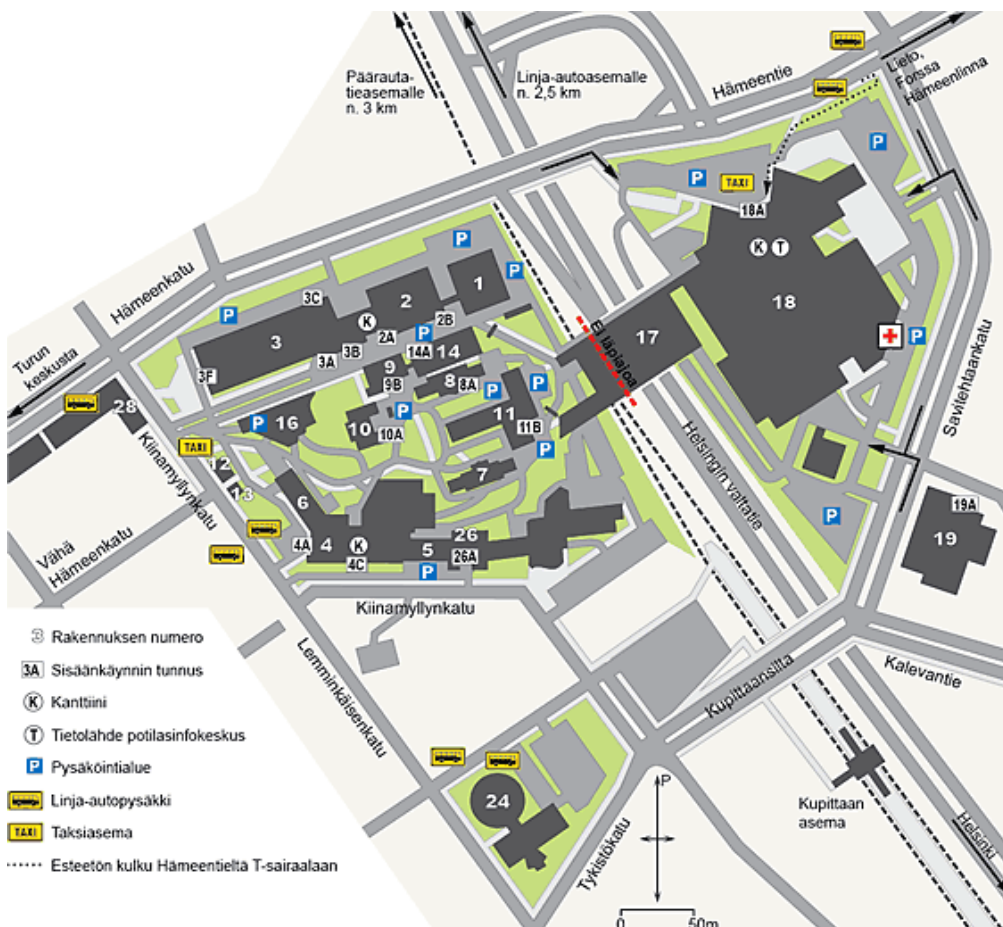 Päärauta-
tieasemalle
n. 3 km
Linja-autoasemalle
n. 2,5 km
Hämeentie
Lieto,
Forssa
Hämeenlinna
P
P
TAXI
18A
K T
18
P
Savitehtaankatu
Hämeenkatu
Turun
keskusta
P
P
P
1
2
3C
3
K
2B
2A
P
3B
3A
14A
14
9
9B
8
8A
P
P
3F
16
P
10
10A
P
11
11B
P
7
17
Ei läpiajoa
28
TAXI
12
13
Kiinamyllynkatu
6
4A
4
K
4C
5
P
26
26A
Vähä
Hämeenkatu
Kiinamyllynkatu
Lemminkäisenkatu
Helsingin valtatie
P
19A
19
Kalevantie
Kupittaansilta
Kupittaan
asema
Helsinki
24
Tykistökatu
P
0 50m
3 Rakennuksen numero
3A Sisäänkäynnin tunnus
K Kanttiini
T Tietolähde potilasinfokeskus
P Pysäköintialue
Linja-autopysäkki
TAXI Taksiasema
Esteetön kulku Hämeentieltä T-sairaalaan